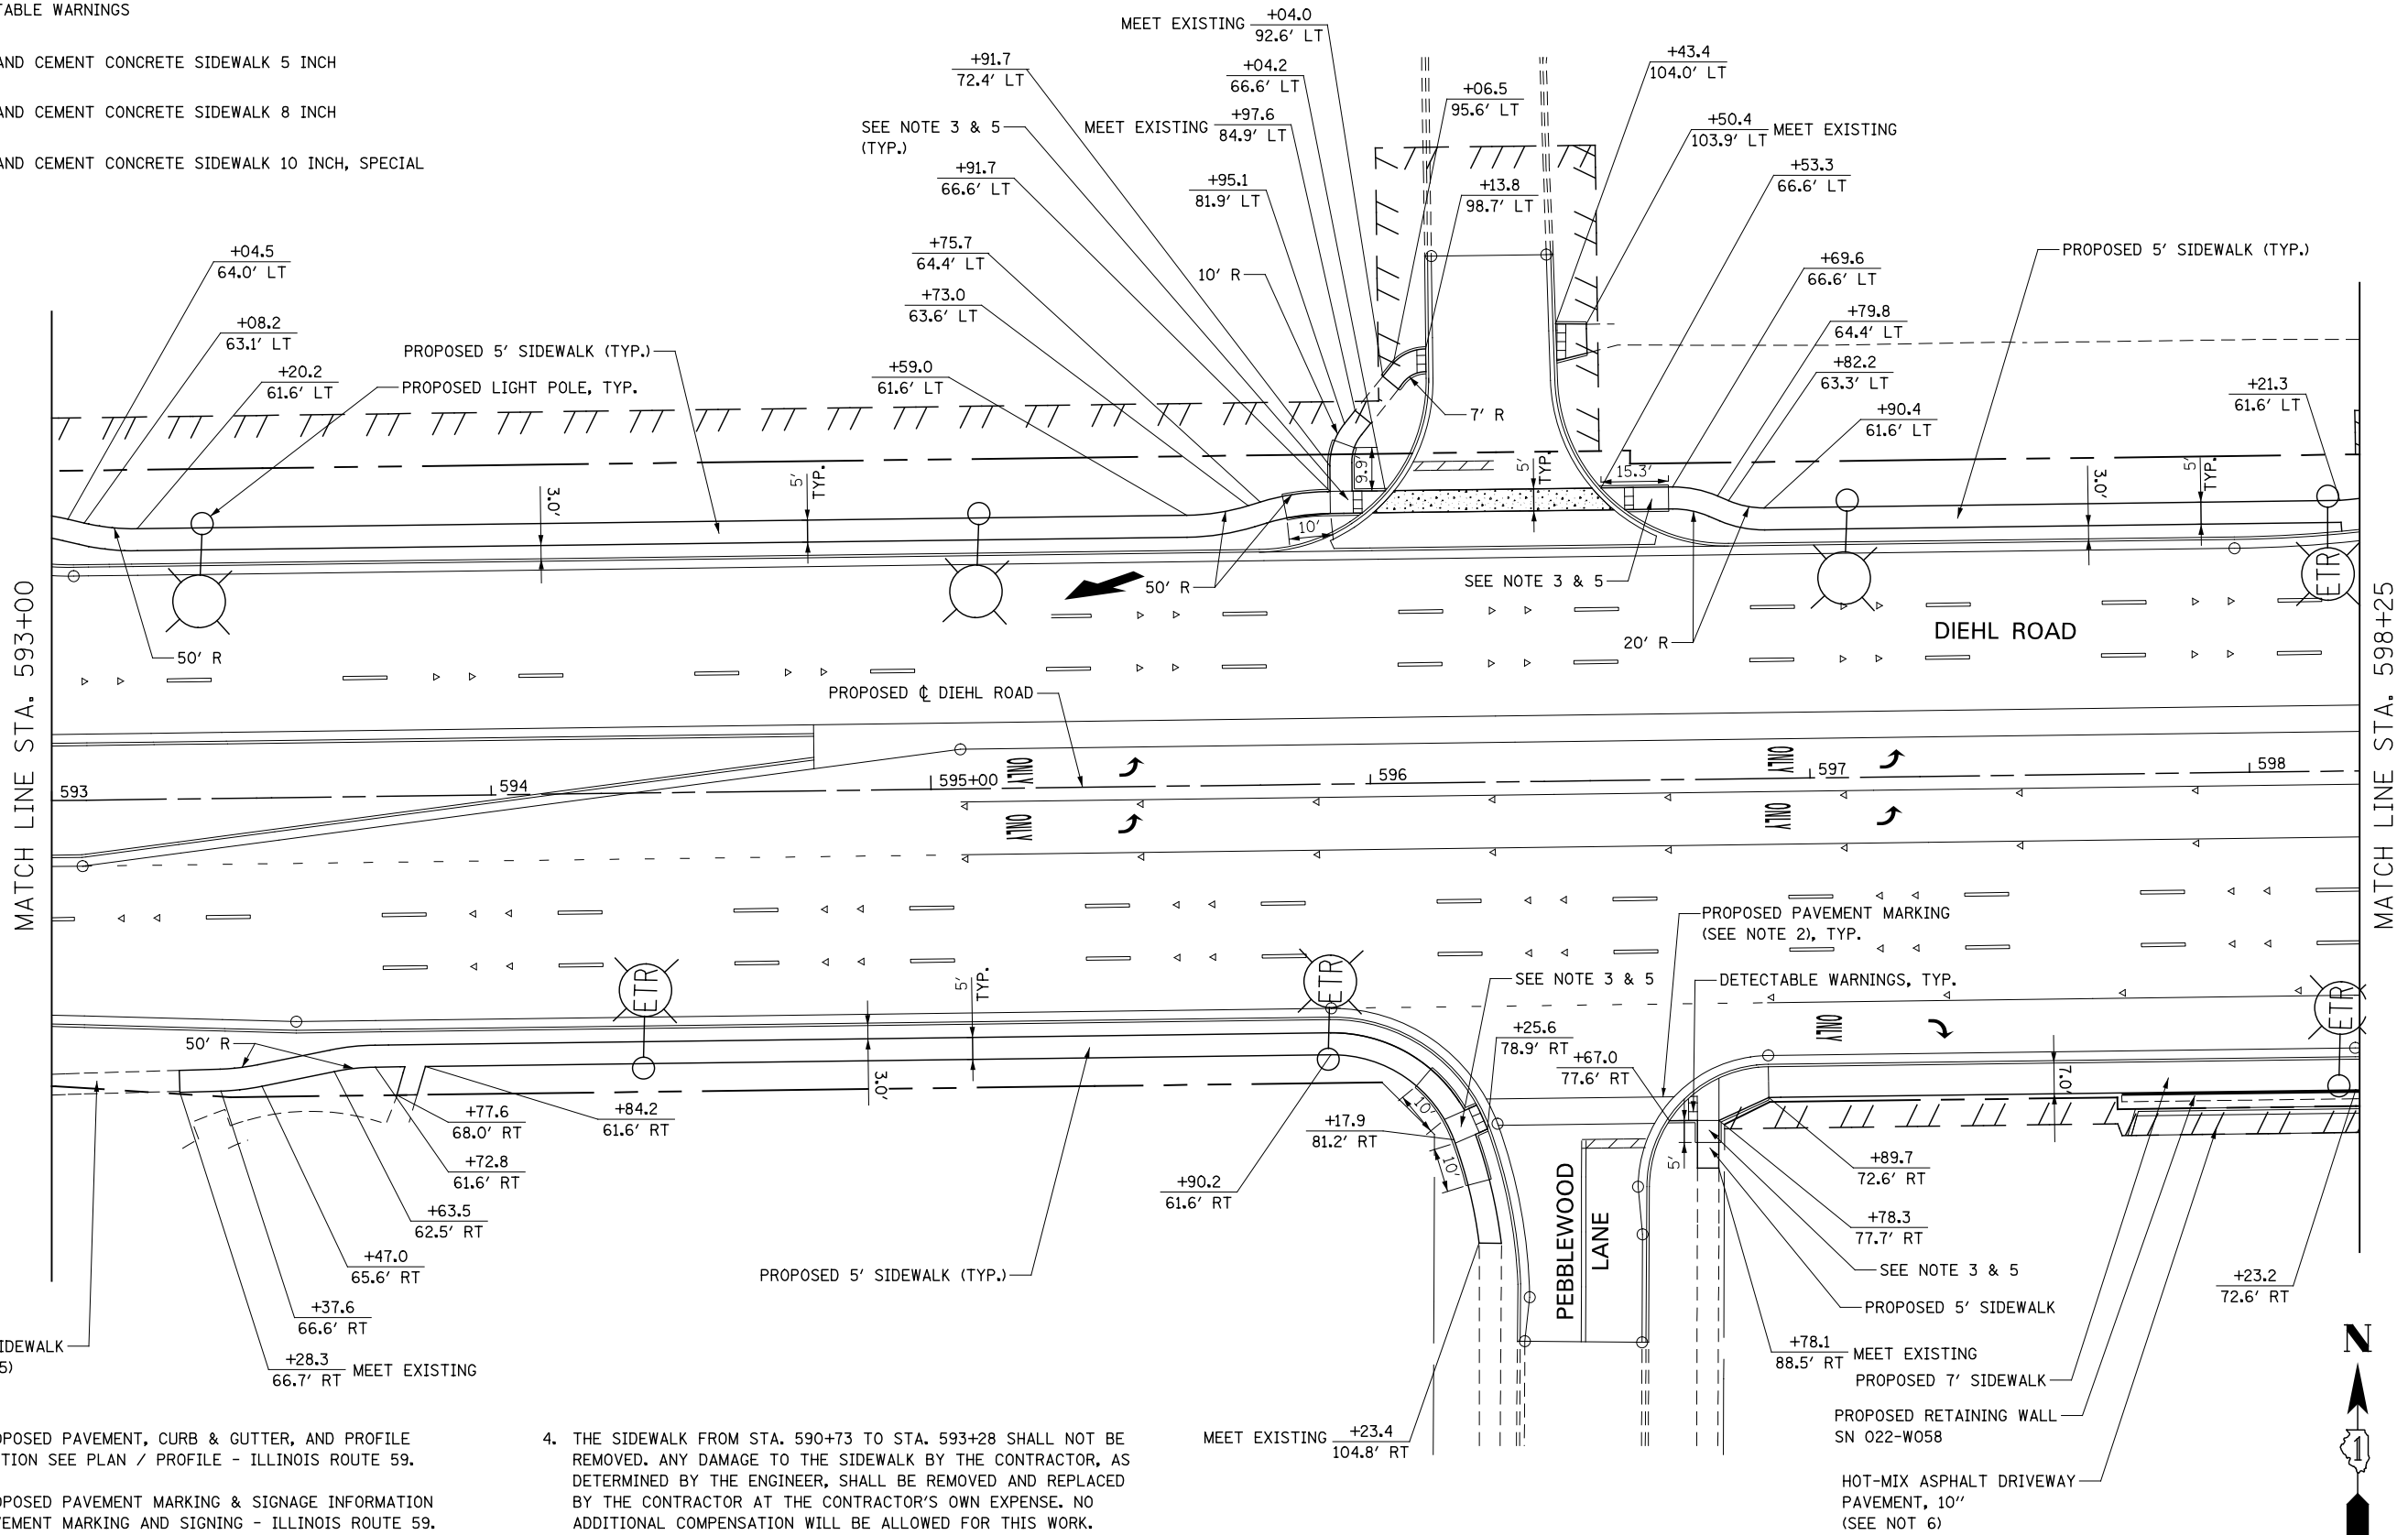 TABLE WARNINGS
AND CEMENT CONCRETE SIDEWALK 5 INCH
AND CEMENT CONCRETE SIDEWALK 8 INCH
AND CEMENT CONCRETE SIDEWALK 10 INCH, SPECIAL
MEET EXISTING +04.0
92.6' LT
+91.7
72.4' LT
+04.2
66.6' LT
+43.4
104.0' LT
+06.5
95.6' LT
SEE NOTE 3 & 5
(TYP.)
MEET EXISTING +97.6
84.9' LT
+50.4 MEET EXISTING
103.9' LT
+91.7
66.6' LT
+95.1
81.9' LT
+13.8
98.7' LT
+53.3
66.6' LT
+04.5
64.0' LT
+75.7
64.4' LT
10' R
+69.6
66.6' LT
PROPOSED 5' SIDEWALK (TYP.)
+08.2
63.1' LT
+73.0
63.6' LT
+79.8
64.4' LT
PROPOSED 5' SIDEWALK (TYP.)
+20.2
61.6' LT
PROPOSED LIGHT POLE, TYP.
+59.0
61.6' LT
+82.2
63.3' LT
7' R
+90.4
61.6' LT
+21.3
61.6' LT
3.0'
5'
TYP.
9.9'
5'
TYP.
15.3'
3.0'
5'
TYP.
10'
50' R
SEE NOTE 3 & 5
ETR
20' R
DIEHL ROAD
50' R
MATCH LINE STA. 593+00
MATCH LINE STA. 598+25
PROPOSED ℄ DIEHL ROAD
593
594
595+00
596
597
598
ONLY
ONLY
ONLY
ONLY
PROPOSED PAVEMENT MARKING
(SEE NOTE 2), TYP.
ETR
5'
TYP.
ETR
SEE NOTE 3 & 5
DETECTABLE WARNINGS, TYP.
ETR
ONLY
50' R
+25.6
78.9' RT
+67.0
77.6' RT
3.0'
7.0'
+77.6
68.0' RT
+84.2
61.6' RT
10'
+17.9
81.2' RT
10'
5'
+72.8
61.6' RT
+90.2
61.6' RT
+89.7
72.6' RT
+63.5
62.5' RT
PEBBLEWOOD
LANE
+78.3
77.7' RT
+47.0
65.6' RT
PROPOSED 5' SIDEWALK (TYP.)
SEE NOTE 3 & 5
+23.2
72.6' RT
+37.6
66.6' RT
PROPOSED 5' SIDEWALK
IDEWALK
5)
+28.3 MEET EXISTING
66.7' RT
+78.1 MEET EXISTING
88.5' RT
PROPOSED 7' SIDEWALK
N
1
PROPOSED RETAINING WALL
SN 022-W058
MEET EXISTING +23.4
104.8' RT
HOT-MIX ASPHALT DRIVEWAY
PAVEMENT, 10"
(SEE NOT 6)
OPOSED PAVEMENT, CURB & GUTTER, AND PROFILE
TION SEE PLAN / PROFILE - ILLINOIS ROUTE 59.
OPOSED PAVEMENT MARKING & SIGNAGE INFORMATION
VEMENT MARKING AND SIGNING - ILLINOIS ROUTE 59.
4. THE SIDEWALK FROM STA. 590+73 TO STA. 593+28 SHALL NOT BE
REMOVED. ANY DAMAGE TO THE SIDEWALK BY THE CONTRACTOR, AS
DETERMINED BY THE ENGINEER, SHALL BE REMOVED AND REPLACED
BY THE CONTRACTOR AT THE CONTRACTOR'S OWN EXPENSE. NO
ADDITIONAL COMPENSATION WILL BE ALLOWED FOR THIS WORK.